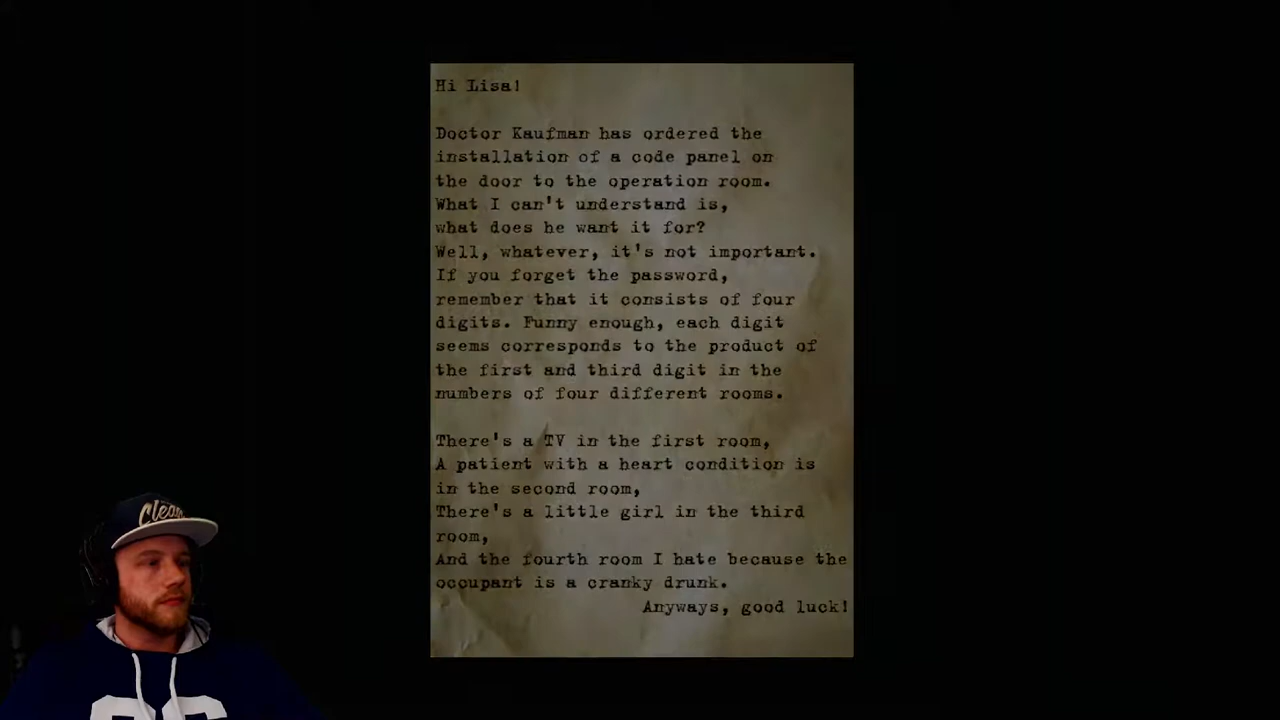 Hi Lisa!
Doctor Kaufman has ordered the
installation of a code panel on
the door to the operation room.
What I can't understand is,
what does he want it for?
Well, whatever, it's not important.
If you forget the password,
remember that it consists of four
digits. Funny enough, each digit
seems corresponds to the product of
the first and third digit in the
numbers of four different rooms.
There's a TV in the first room,
A patient with a heart condition is
in the second room,
There's a little girl in the third
room,
And the fourth room I hate because the
occupant is a cranky drunk.
Anyways, good luck!
Clean